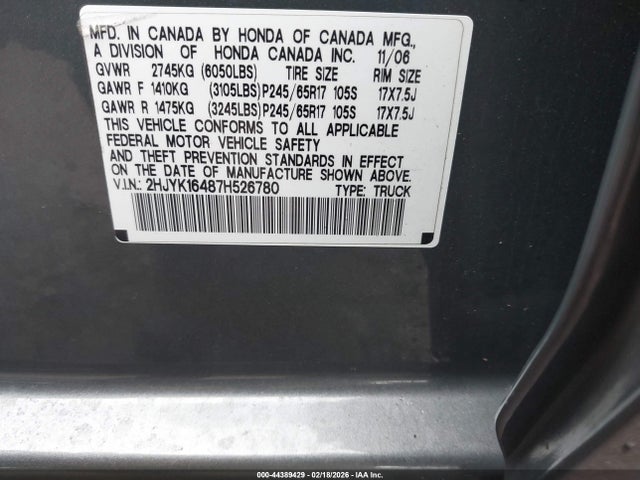 MFD. IN CANADA BY HONDA OF CANADA MFG.,
A DIVISION OF HONDA CANADA INC. 11/06
GVWR 2745KG (6050LBS) TIRE SIZE RIM SIZE
GAWR F 1410KG (3105LBS)P245/65R17 105S 17X7.5J
GAWR R 1475KG (3245LBS)P245/65R17 105S 17X7.5J
THIS VEHICLE CONFORMS TO ALL APPLICABLE
FEDERAL MOTOR VEHICLE SAFETY
AND THEFT PREVENTION STANDARDS IN EFFECT
ON THE DATE OF MANUFACTURE SHOWN ABOVE.
V.I.N.: 2HJYK16487H526780 TYPE: TRUCK
000-44389429 - 02/18/2026 - IAA Inc.